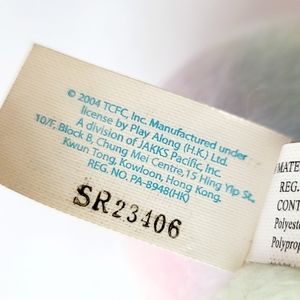 © 2004 TCFC, Inc. Manufactured under
license by Play Along (H.K.) Ltd.
A division of JAKKS Pacific, Inc.
10/F, Block B, Chung Mei Centre, 15 Hing Yip St.,
Kwun Tong, Kowloon, Hong Kong.
REG. NO. PA-8948(HK)
SR23406
MATE
REG.
CONT
Polyeste
Polyprop